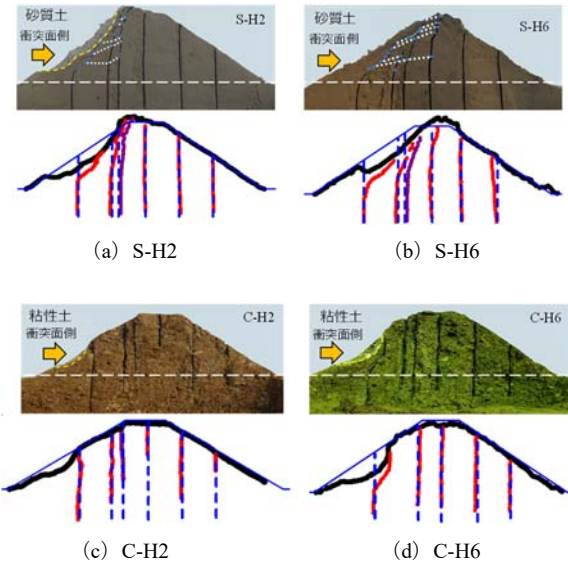 砂質土
衝突面側
S-H2
砂質土
衝突面側
S-H6
(a) S-H2
(b) S-H6
粘性土
衝突面側
C-H2
粘性土
衝突面側
C-H6
(c) C-H2
(d) C-H6